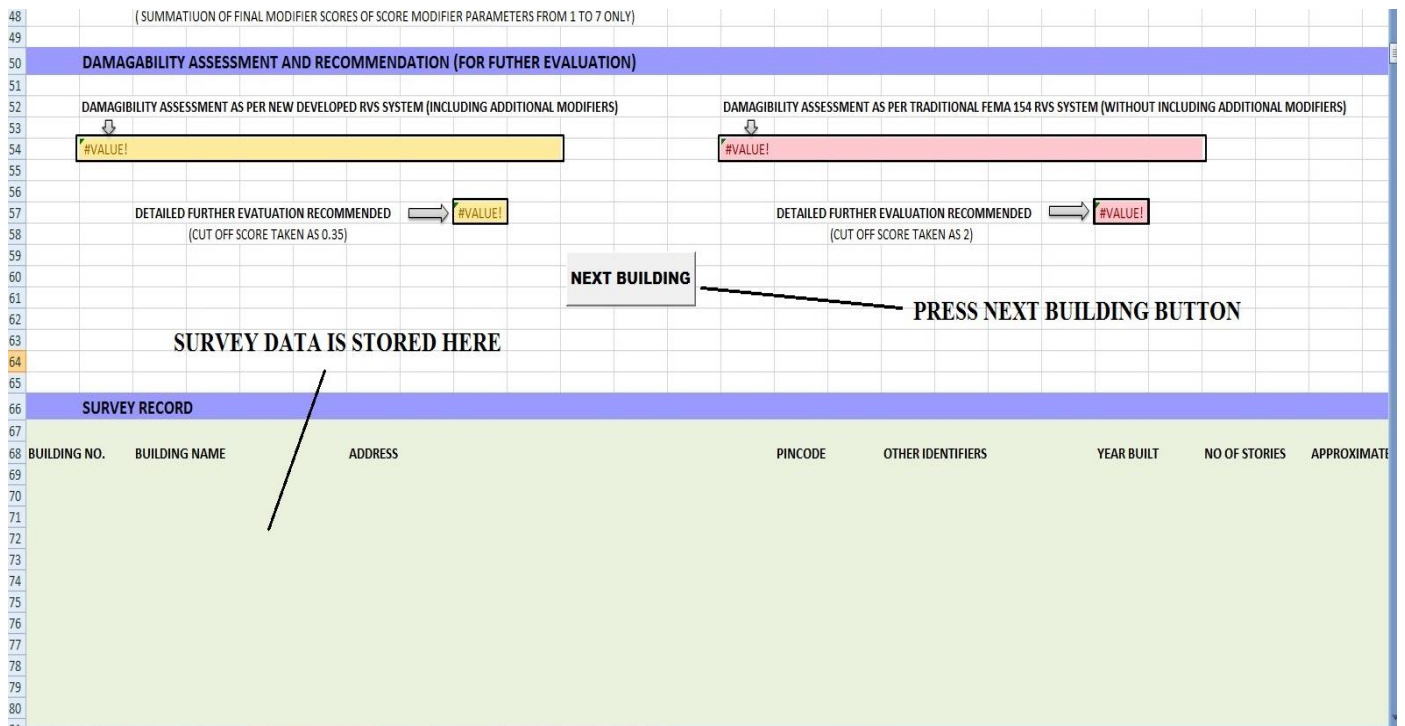 48 ( SUMMATIUON OF FINAL MODIFIER SCORES OF SCORE MODIFIER PARAMETERS FROM 1 TO 7 ONLY)
49
50 DAMAGABILITY ASSESSMENT AND RECOMMENDATION (FOR FUTHER EVALUATION)
51
52 DAMAGIBILITY ASSESSMENT AS PER NEW DEVELOPED RVS SYSTEM (INCLUDING ADDITIONAL MODIFIERS) DAMAGIBILITY ASSESSMENT AS PER TRADITIONAL FEMA 154 RVS SYSTEM (WITHOUT INCLUDING ADDITIONAL MODIFIERS)
53
54 #VALUE! #VALUE!
55
56
57 DETAILED FURTHER EVATUATION RECOMMENDED #VALUE! DETAILED FURTHER EVALUATION RECOMMENDED #VALUE!
58 (CUT OFF SCORE TAKEN AS 0.35) (CUT OFF SCORE TAKEN AS 2)
59
60 NEXT BUILDING
61
62 PRESS NEXT BUILDING BUTTON
63 SURVEY DATA IS STORED HERE
64
65
66 SURVEY RECORD
67
68 BUILDING NO. BUILDING NAME ADDRESS PINCODE OTHER IDENTIFIERS YEAR BUILT NO OF STORIES APPROXIMATE
69
70
71
72
73
74
75
76
77
78
79
80